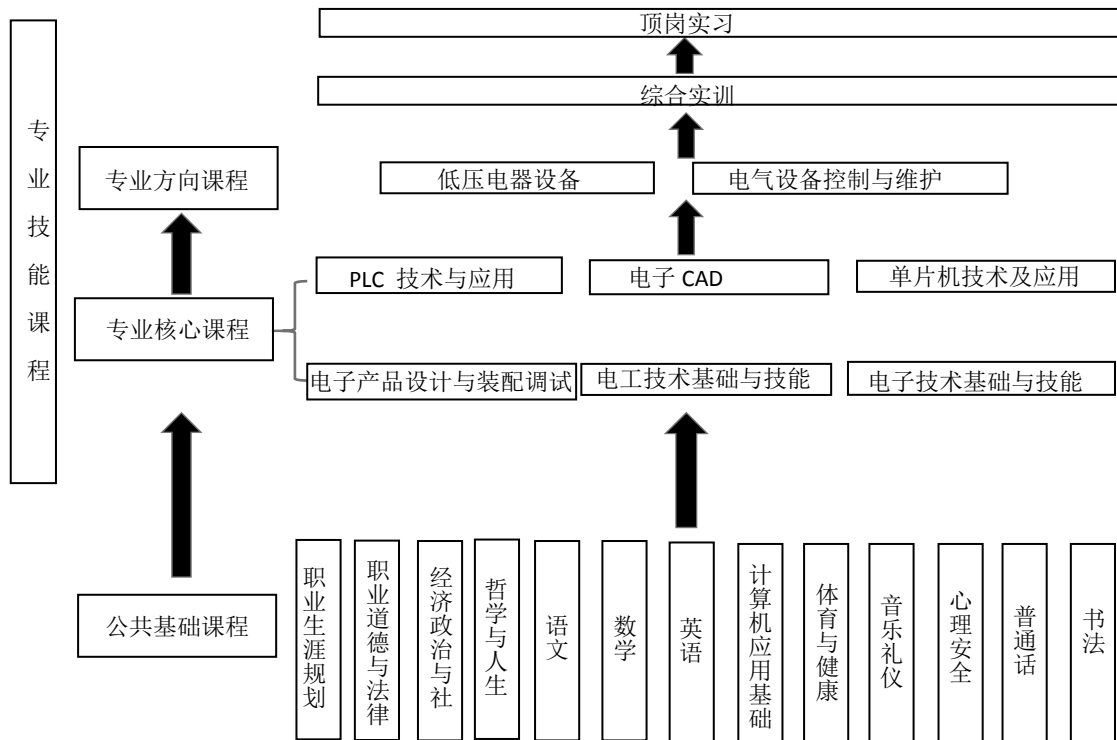 顶岗实习
综合实训
专业技能课程
专业方向课程
低压电器设备
电气设备控制与维护
PLC 技术与应用
电子 CAD
单片机技术及应用
专业核心课程
电子产品设计与装配调试
电工技术基础与技能
电子技术基础与技能
公共基础课程
职业生涯规划
职业道德与法律
经济政治与社
哲学与人生
语文
数学
英语
计算机应用基础
体育与健康
音乐礼仪
心理安全
普通话
书法